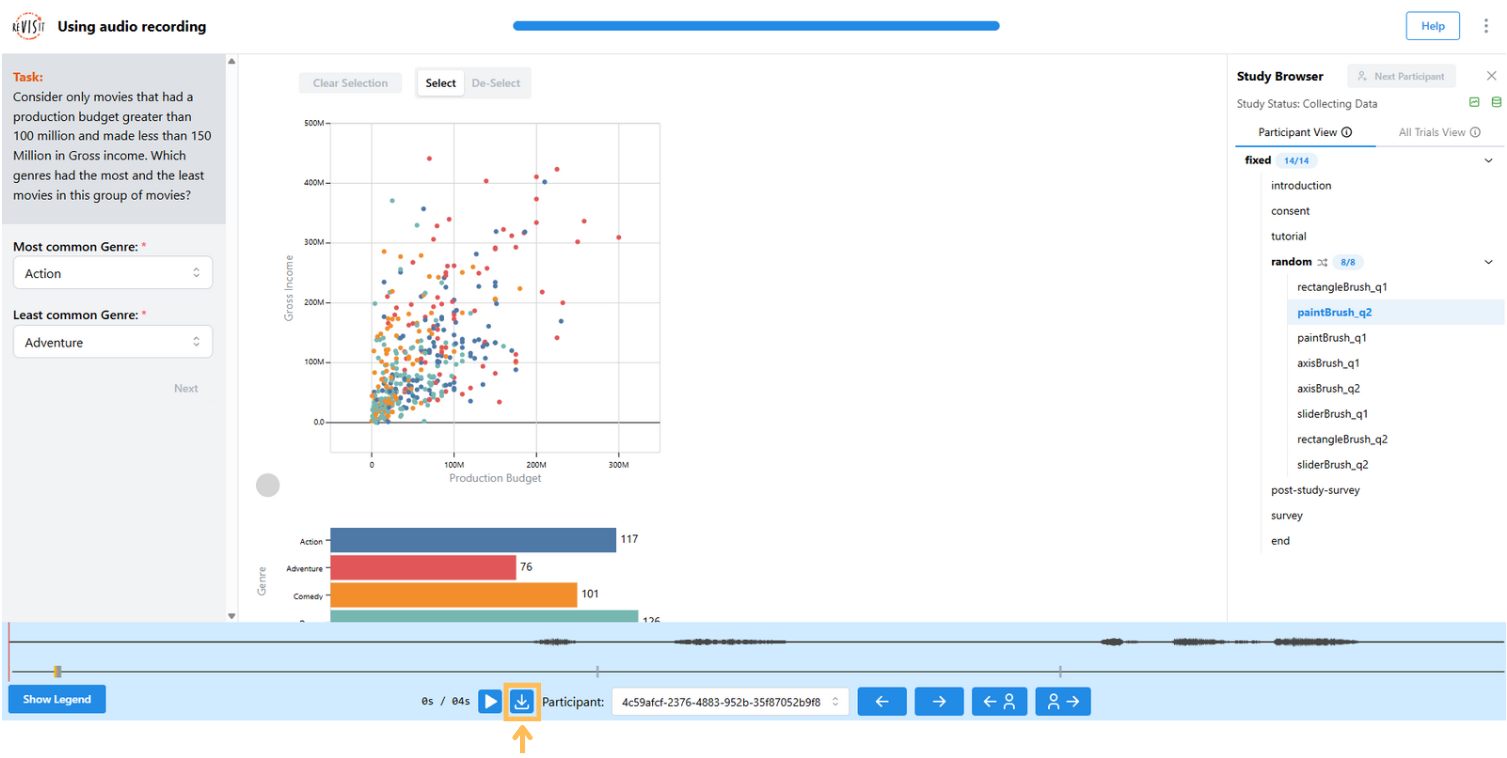 REVISIT
Using audio recording
Help
Task:
Consider only movies that had a
production budget greater than
100 million and made less than 150
Million in Gross income. Which
genres had the most and the least
movies in this group of movies?
Most common Genre: *
Action
Least common Genre: *
Adventure
Next
Clear Selection
Select
De-Select
500M
400M
300M
200M
100M
0.0
Gross Income
0
100M
200M
300M
Production Budget
Genre
Action
117
Adventure
76
Comedy
101
126
Study Browser
Next Participant
Study Status: Collecting Data
Participant View
All Trials View
fixed 14/14
introduction
consent
tutorial
random 8/8
rectangleBrush_q1
paintBrush_q2
paintBrush_q1
axisBrush_q1
axisBrush_q2
sliderBrush_q1
rectangleBrush_q2
sliderBrush_q2
post-study-survey
survey
end
Show Legend
0s / 04s
Participant:
4c59afcf-2376-4883-952b-35f87052b9f8